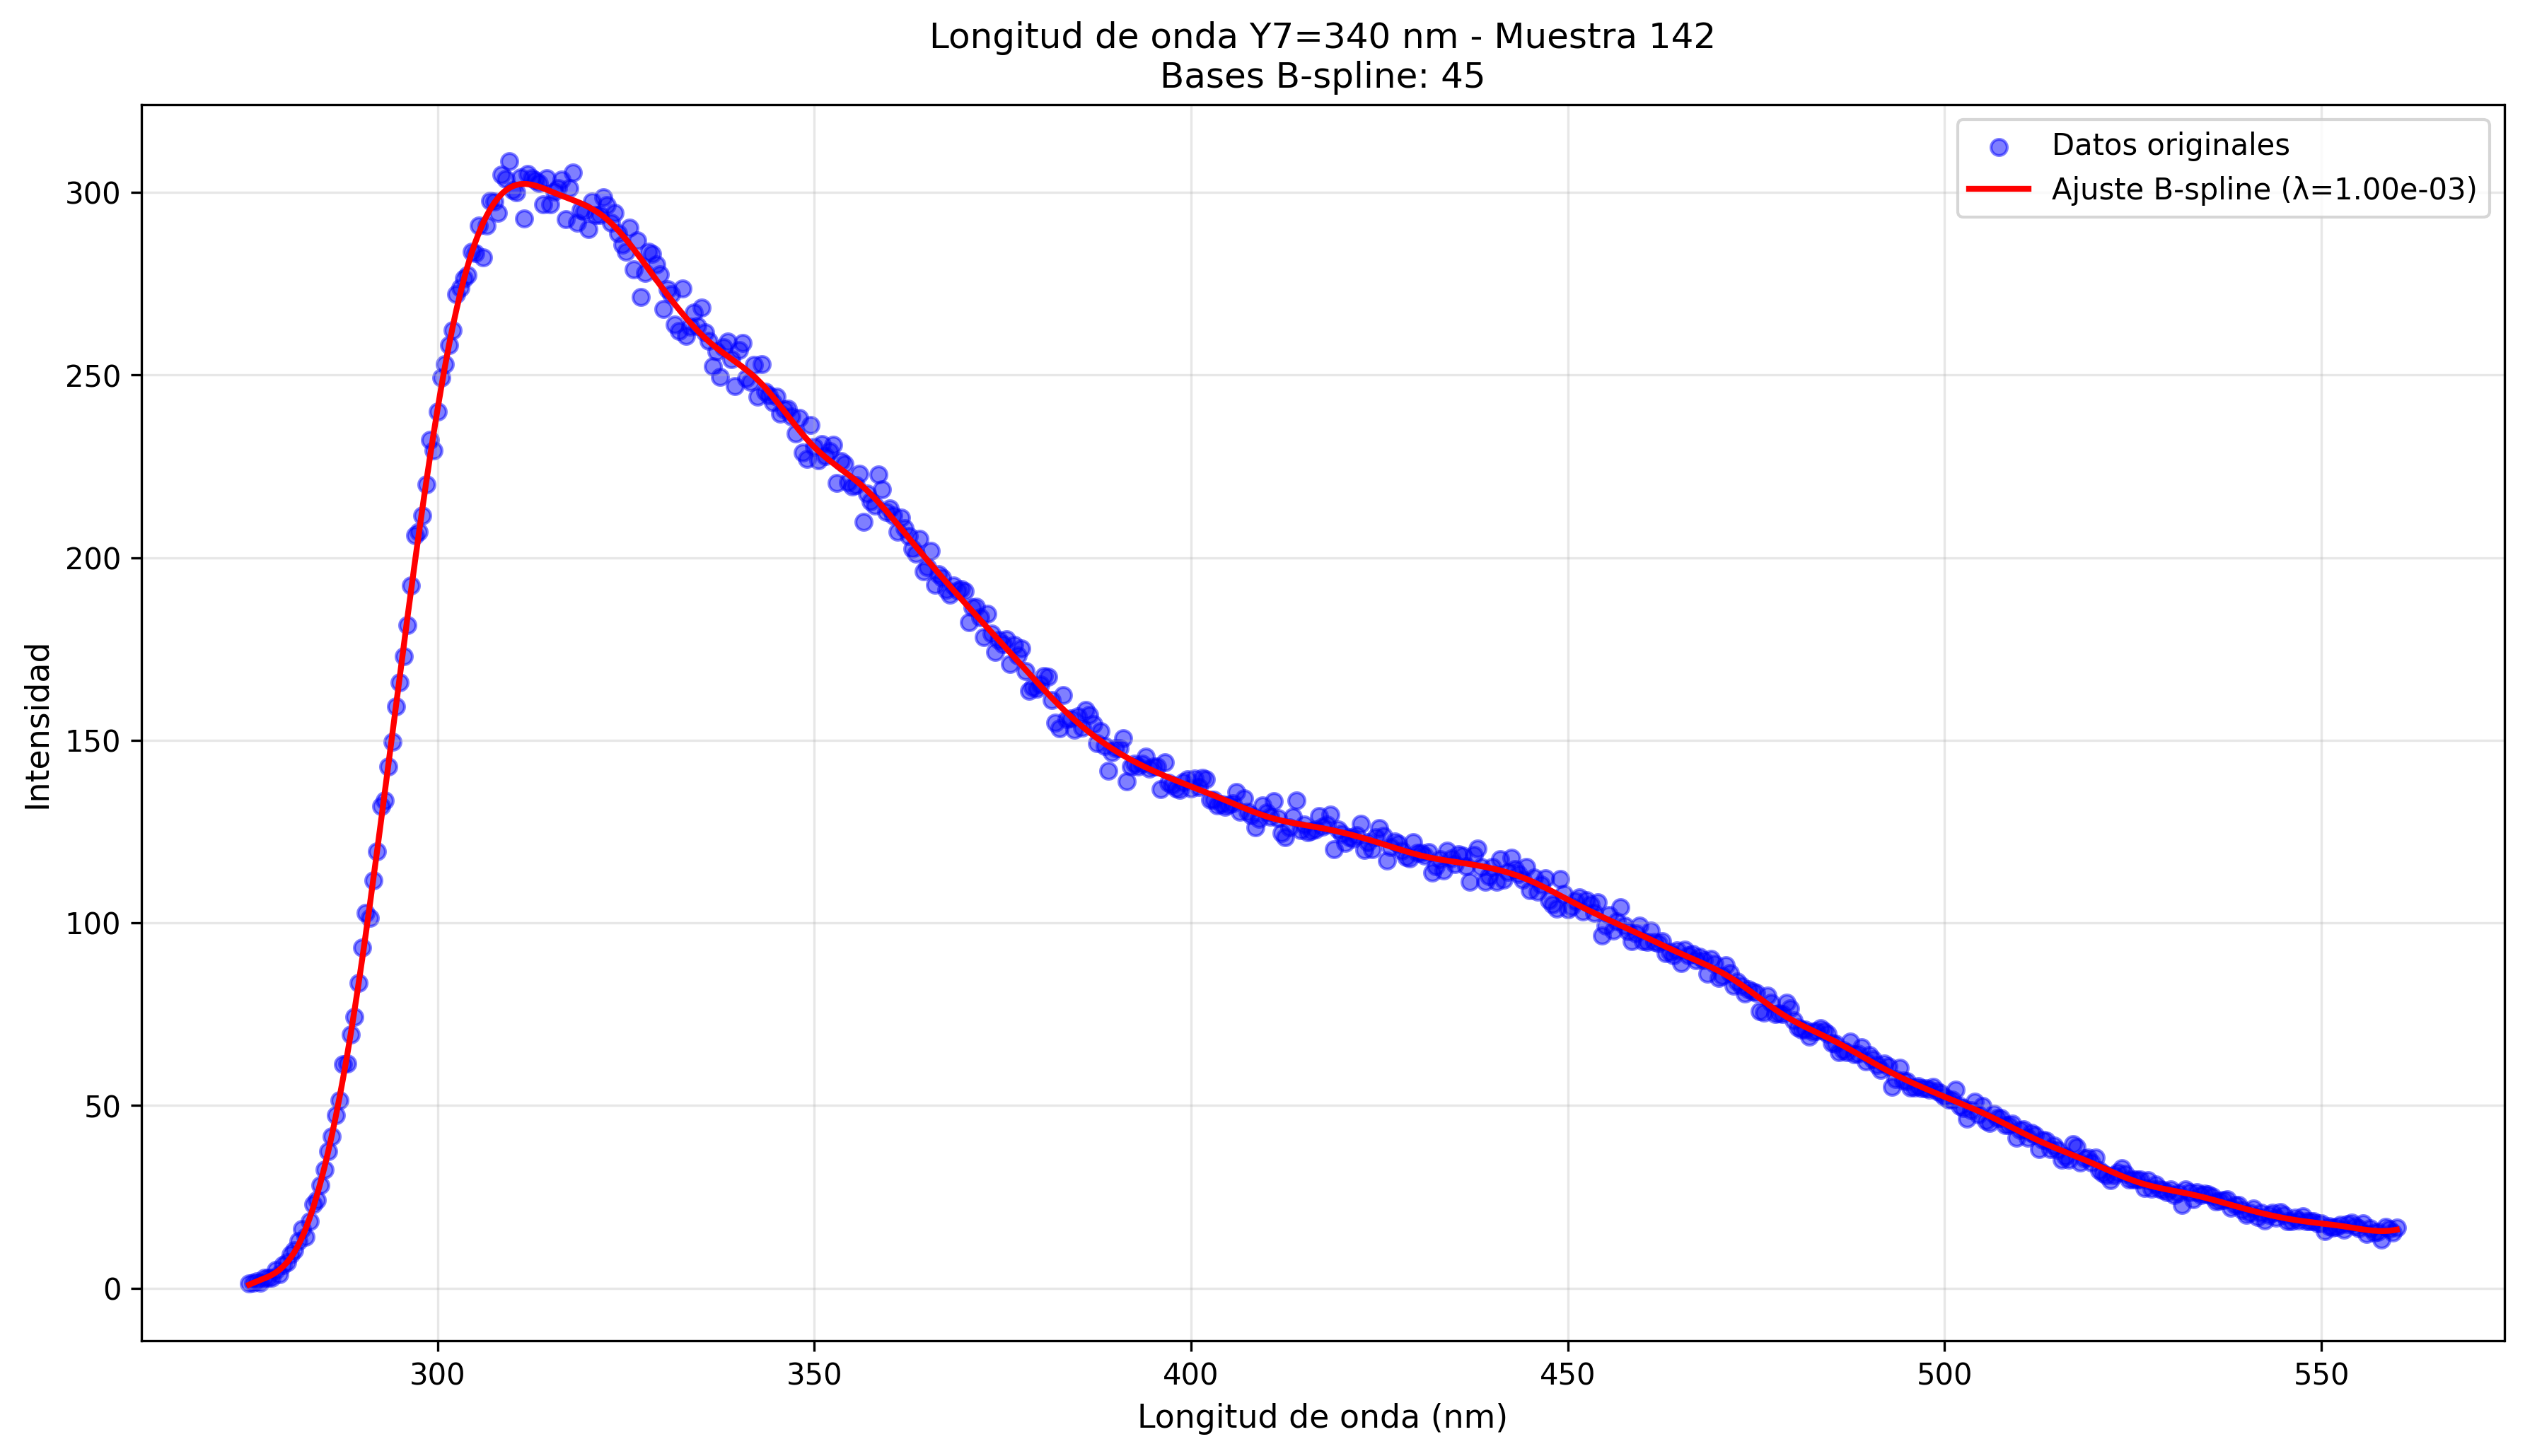 Longitud de onda Y7=340 nm - Muestra 142
Bases B-spline: 45
Datos originales
Ajuste B-spline (λ=1.00e-03)
Intensidad
300
250
200
150
100
50
0
300 350 400 450 500 550
Longitud de onda (nm)